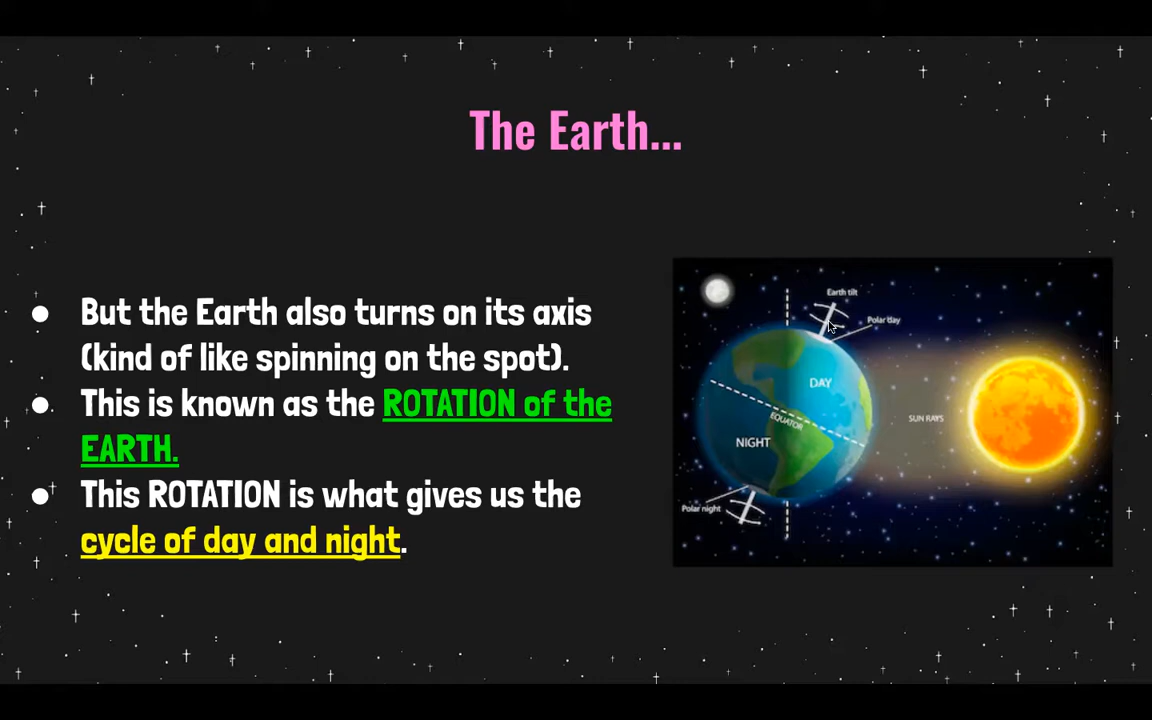 The Earth...
● But the Earth also turns on its axis
(kind of like spinning on the spot).
● This is known as the ROTATION of the
EARTH.
● This ROTATION is what gives us the
cycle of day and night.
Earth tilt
Polar day
DAY
SUN RAYS
EQUATOR
NIGHT
Polar night